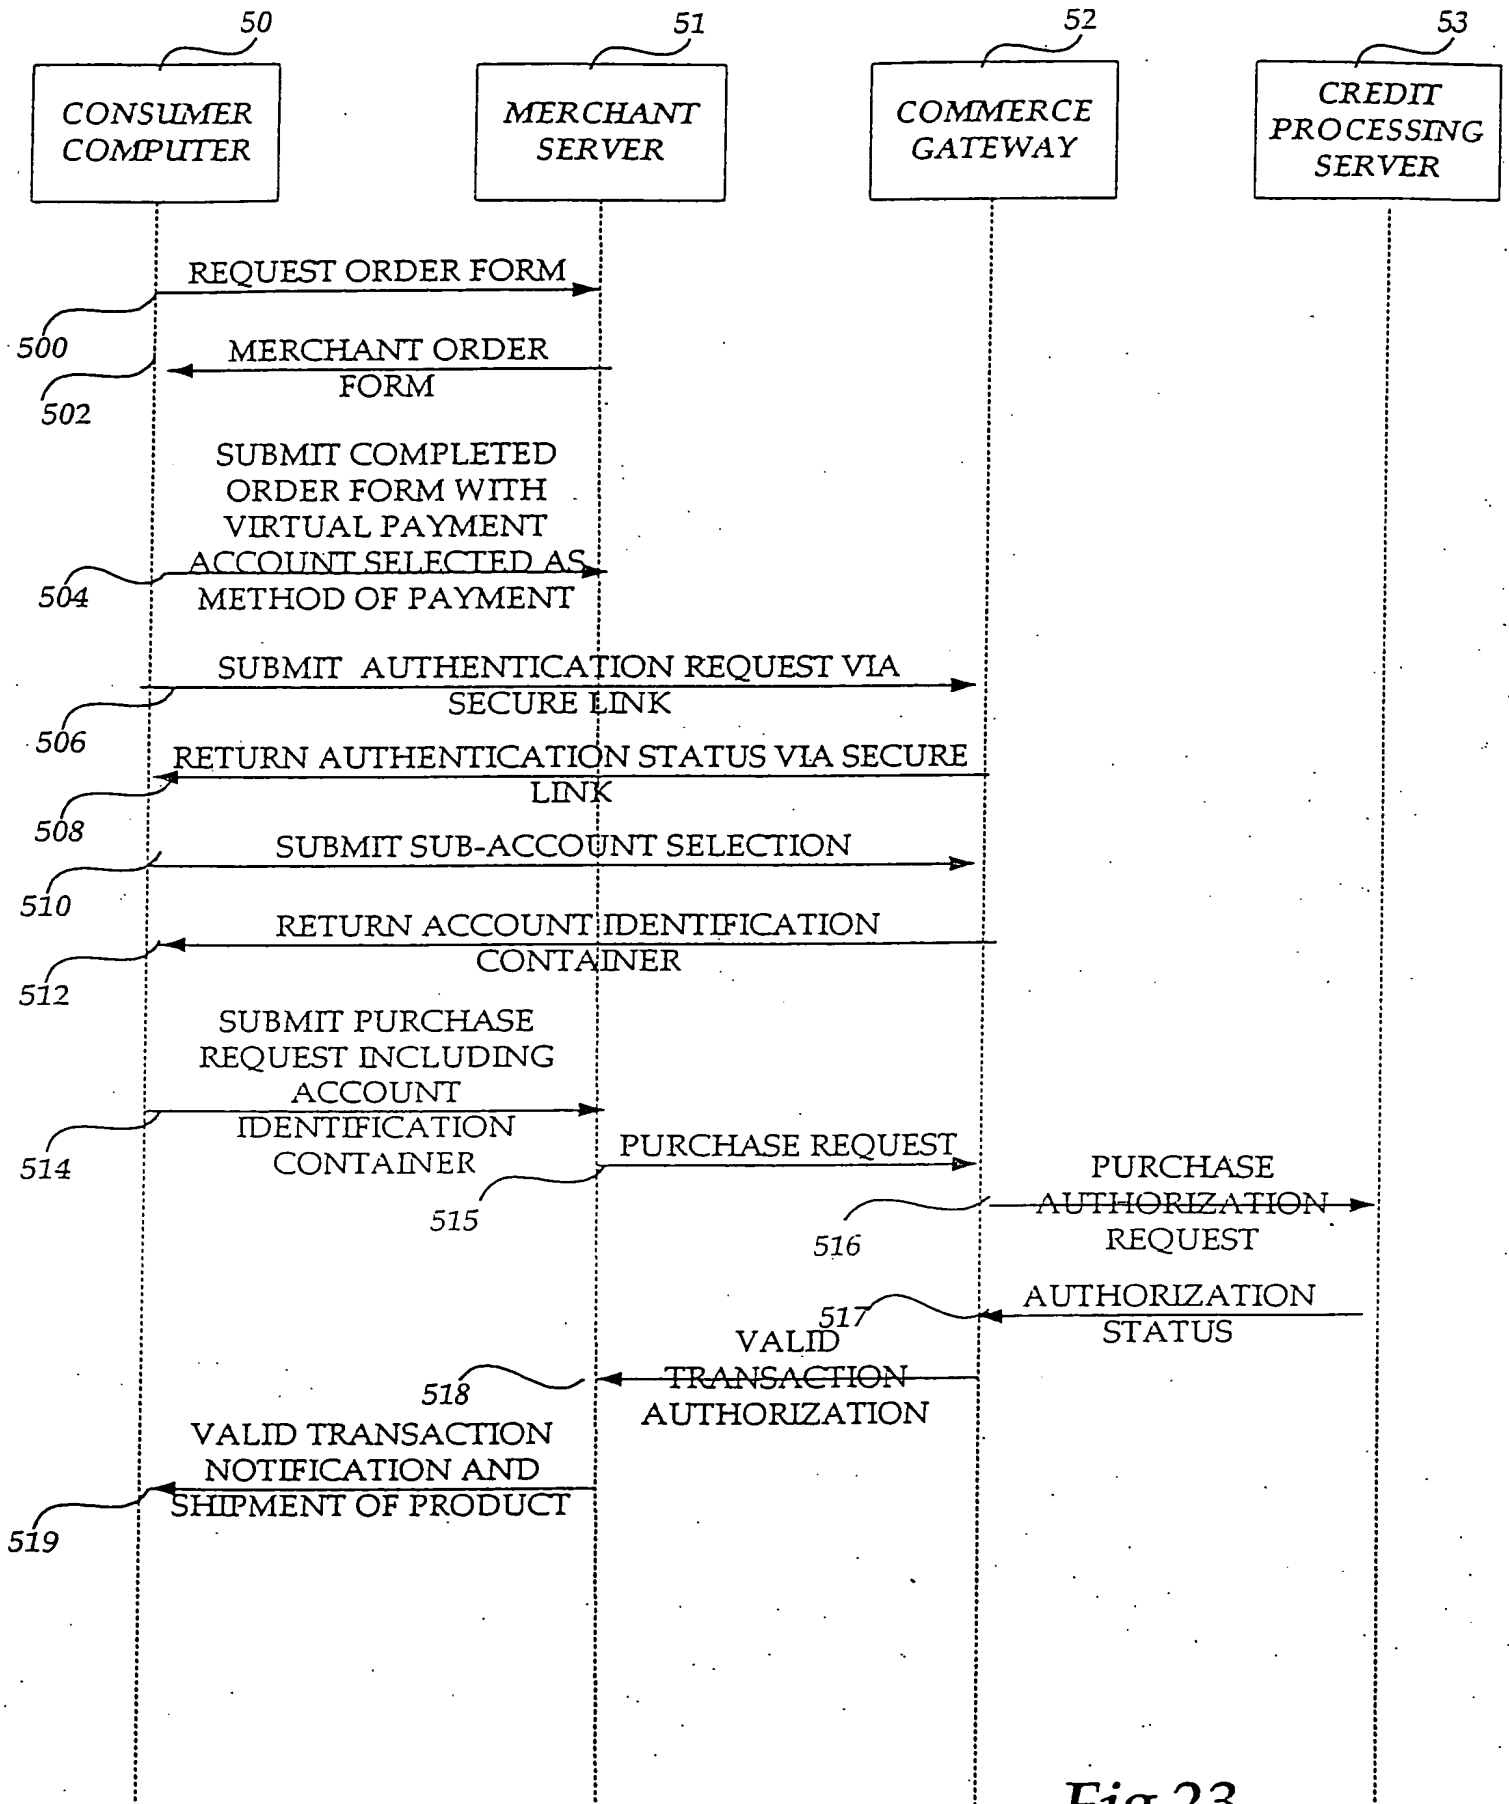 50
51
52
53
CONSUMER
COMPUTER
MERCHANT
SERVER
COMMERCE
GATEWAY
CREDIT
PROCESSING
SERVER
REQUEST ORDER FORM
500
MERCHANT ORDER
FORM
502
SUBMIT COMPLETED
ORDER FORM WITH
VIRTUAL PAYMENT
ACCOUNT SELECTED AS
METHOD OF PAYMENT
504
SUBMIT AUTHENTICATION REQUEST VIA
SECURE LINK
506
RETURN AUTHENTICATION STATUS VIA SECURE
LINK
508
SUBMIT SUB-ACCOUNT SELECTION
510
RETURN ACCOUNT IDENTIFICATION
CONTAINER
512
SUBMIT PURCHASE
REQUEST INCLUDING
ACCOUNT
IDENTIFICATION
CONTAINER
514
PURCHASE REQUEST
515
PURCHASE
AUTHORIZATION
REQUEST
516
AUTHORIZATION
STATUS
517
VALID
TRANSACTION
AUTHORIZATION
518
VALID TRANSACTION
NOTIFICATION AND
SHIPMENT OF PRODUCT
519
Fig.23